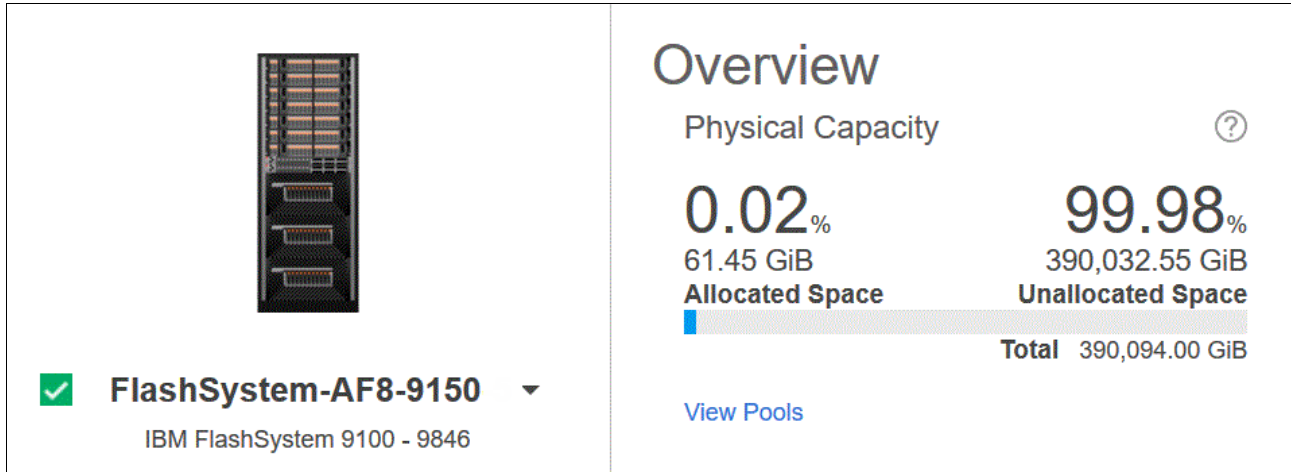 FlashSystem-AF8-9150
IBM FlashSystem 9100 - 9846
Overview
Physical Capacity
?
0.02%
99.98%
61.45 GiB
390,032.55 GiB
Allocated Space
Unallocated Space
Total 390,094.00 GiB
View Pools